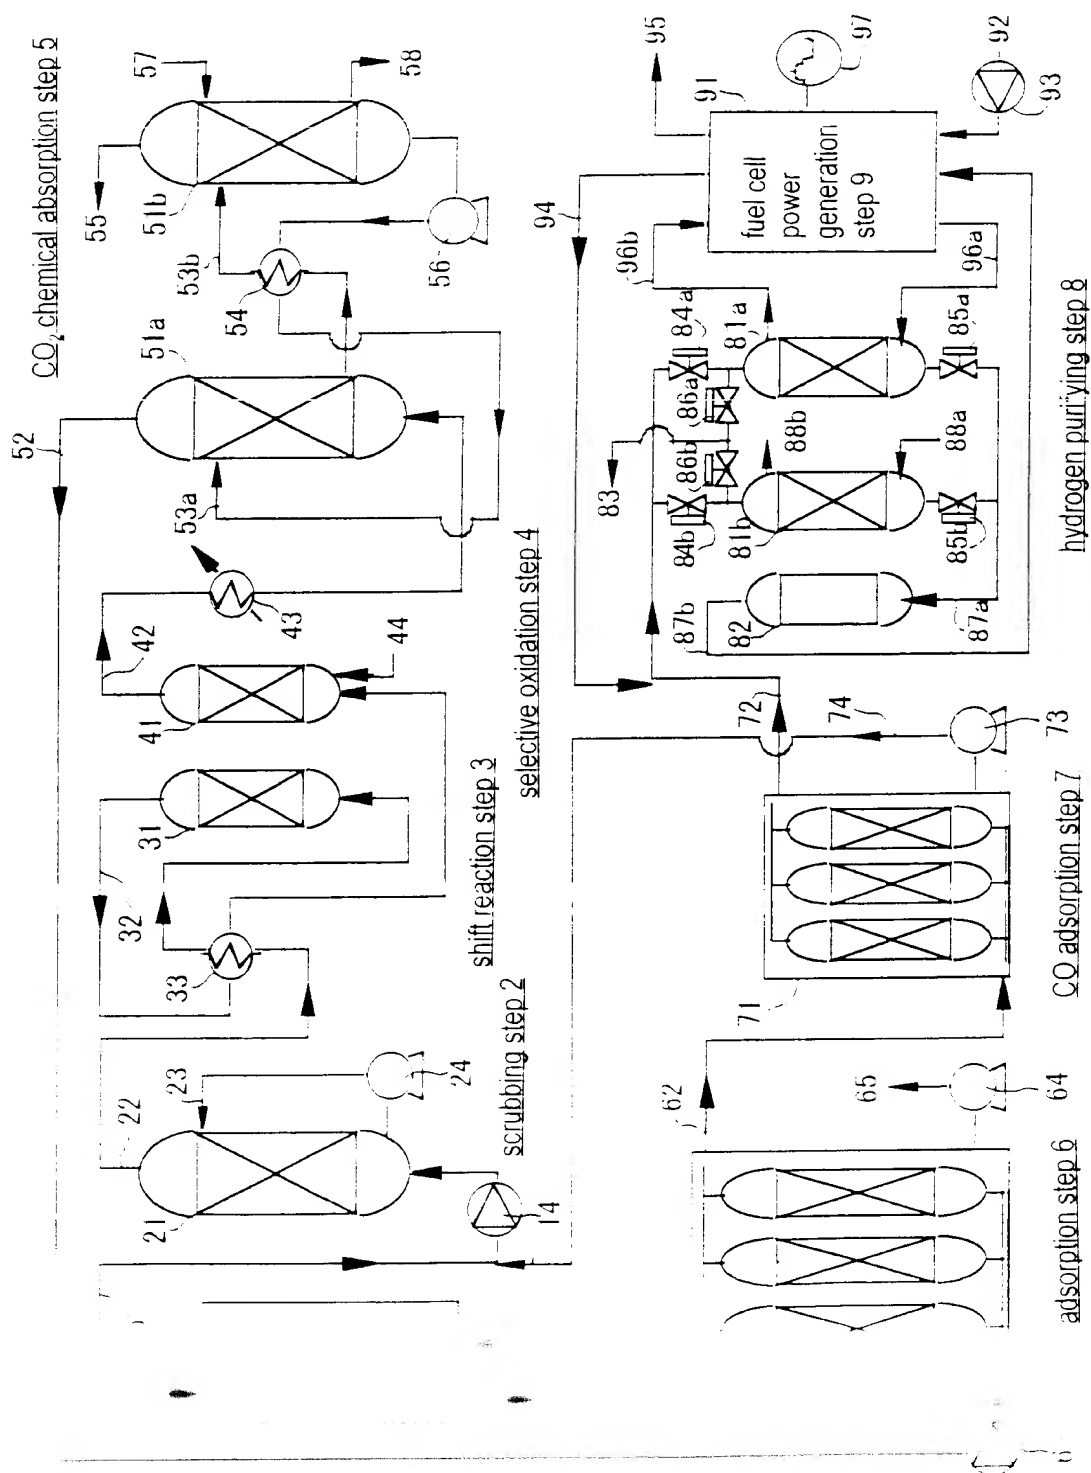 CO₂ chemical absorption step 5
57
58
55
51b
53b
54
56
51a
52
53a
43
42
44
41
31
32
33
selective oxidation step 4
shift reaction step 3
scrubbing step 2
22
23
24
21
14
95
91
97
92
93
94
fuel cell
power
generation
step 9
96b
96a
84a
81a
85a
86a
88b
86b
88a
83
84b
81b
85b
87b
82
87a
hydrogen purifying step 8
72
74
73
71
CO adsorption step 7
62
65
64
adsorption step 6